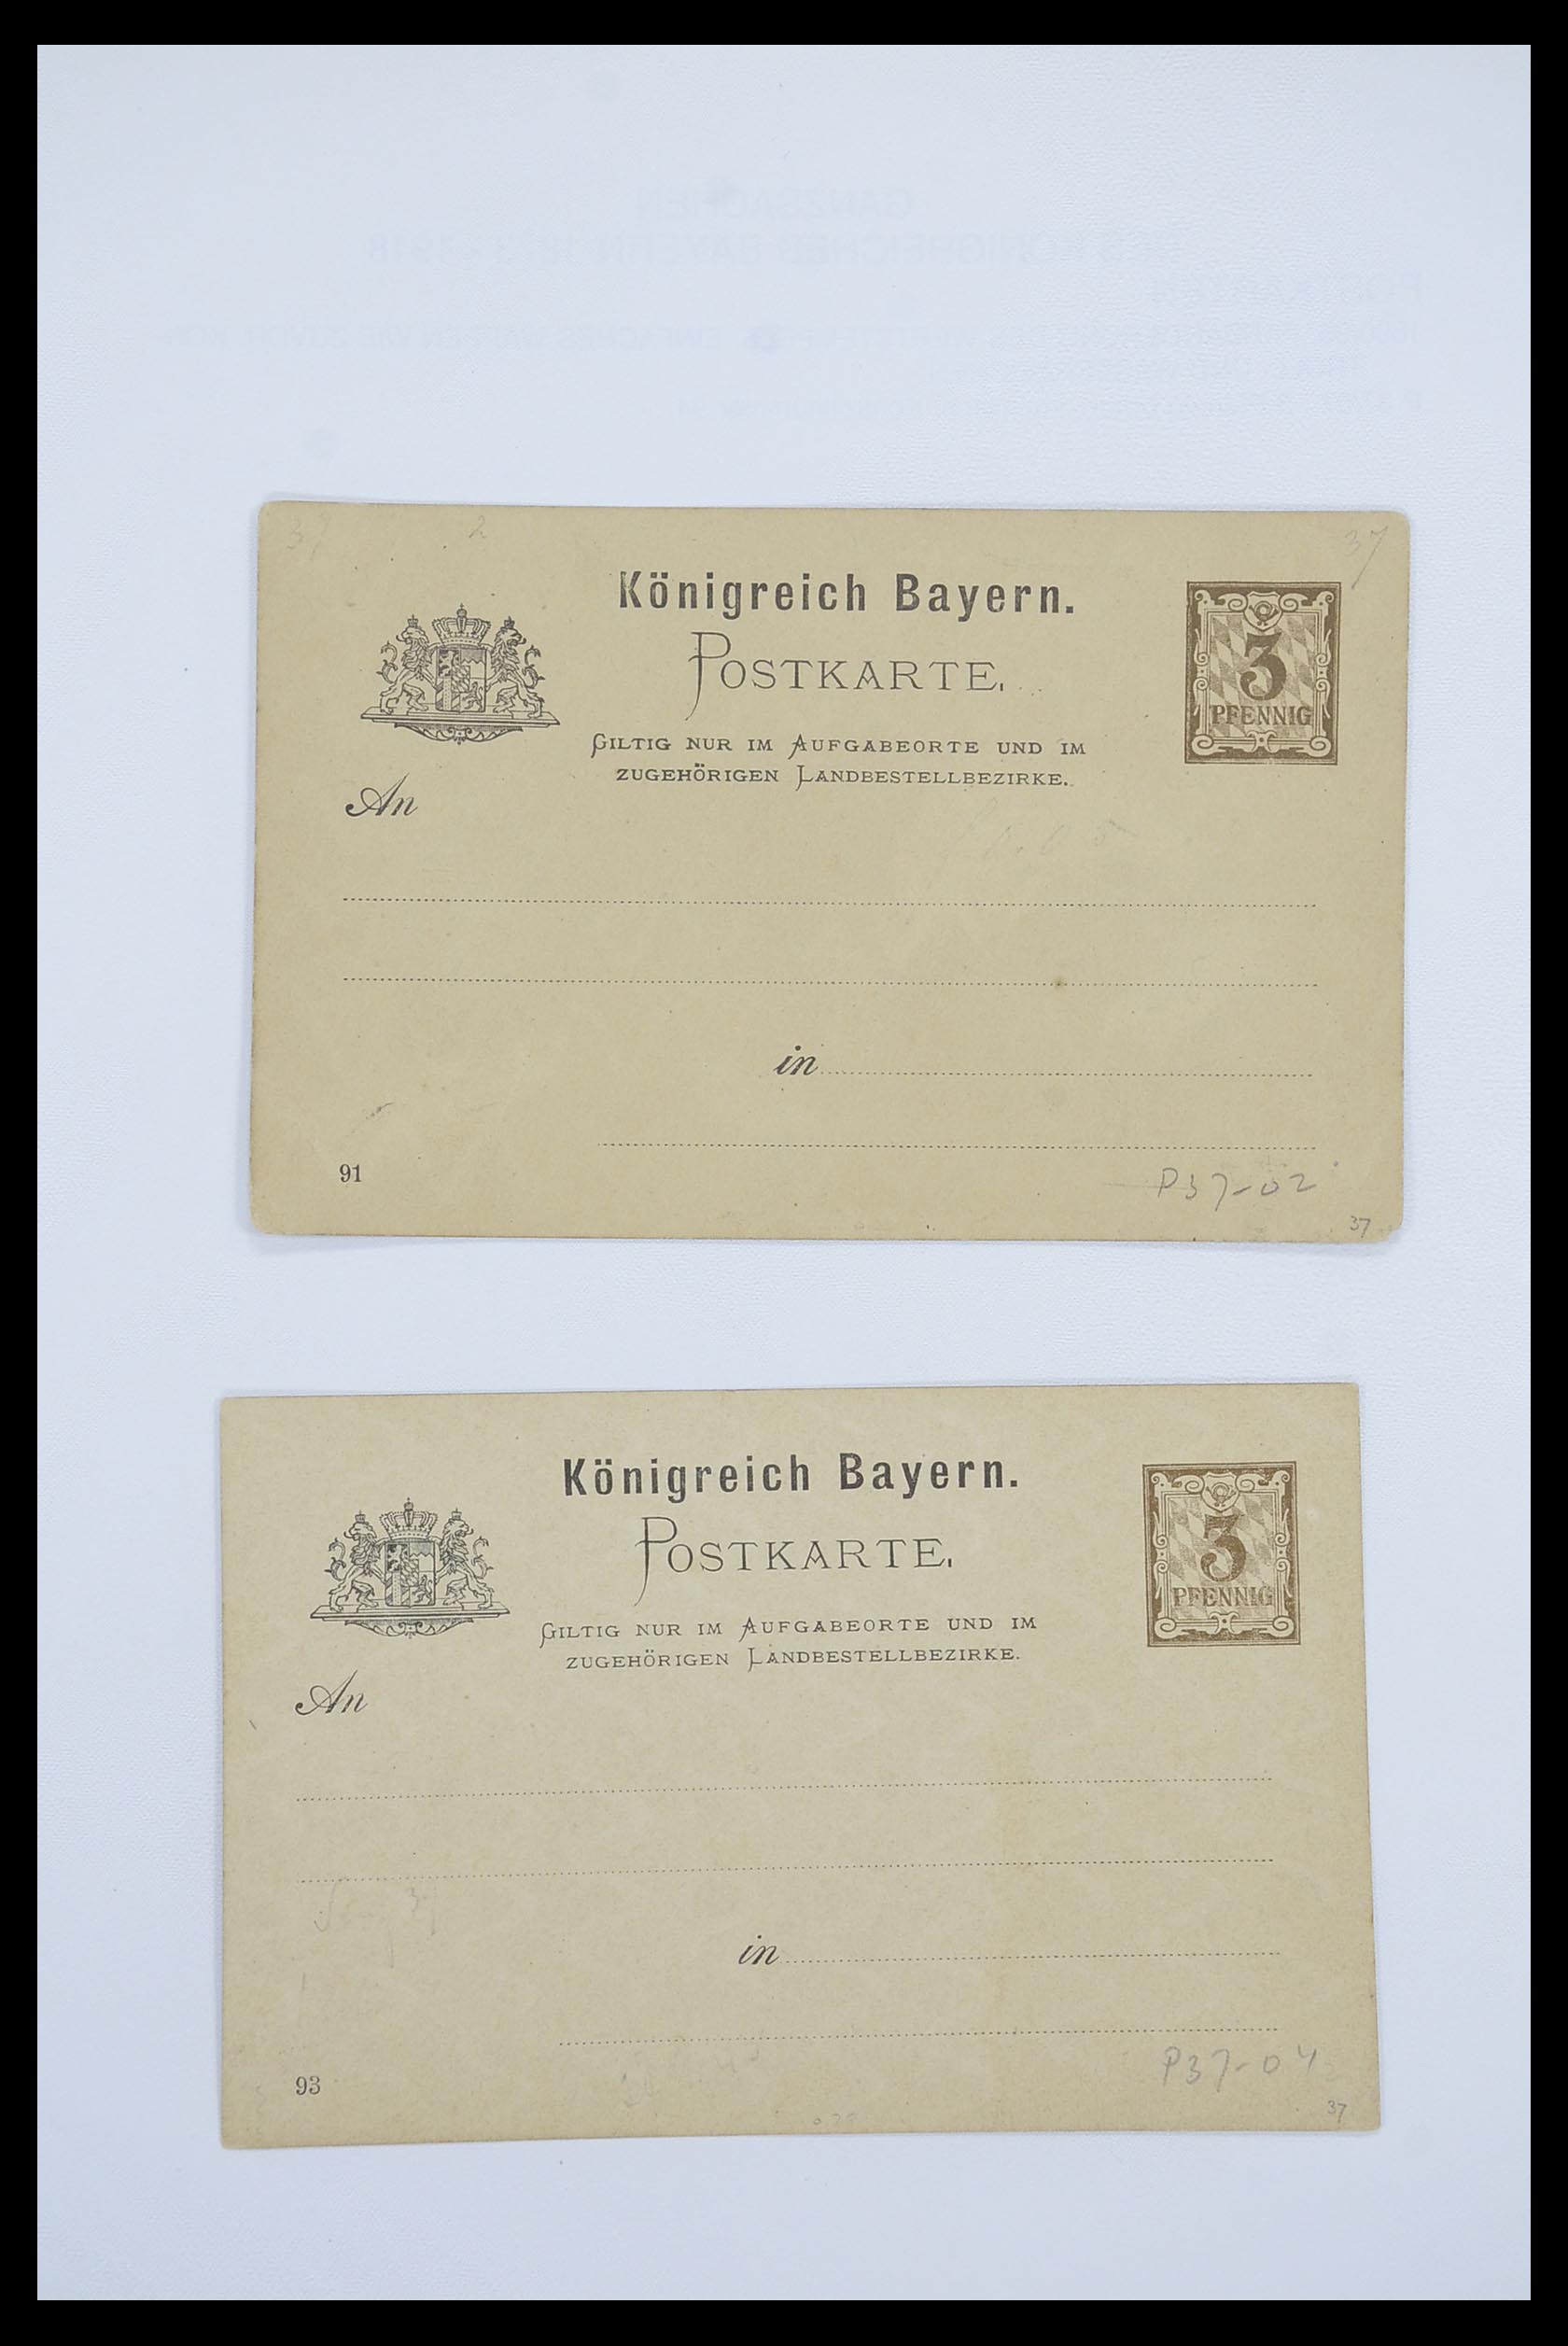 37 2 37
Königreich Bayern.
POSTKARTE.
3
PFENNIG
GILTIG NUR IM AUFGABEORTE UND IM
ZUGEHÖRIGEN LANDBESTELLBEZIRKE.
An
in
91
P37-02
37
Königreich Bayern.
POSTKARTE.
3
PFENNIG
GILTIG NUR IM AUFGABEORTE UND IM
ZUGEHÖRIGEN LANDBESTELLBEZIRKE.
An
in
93
P37-04
37